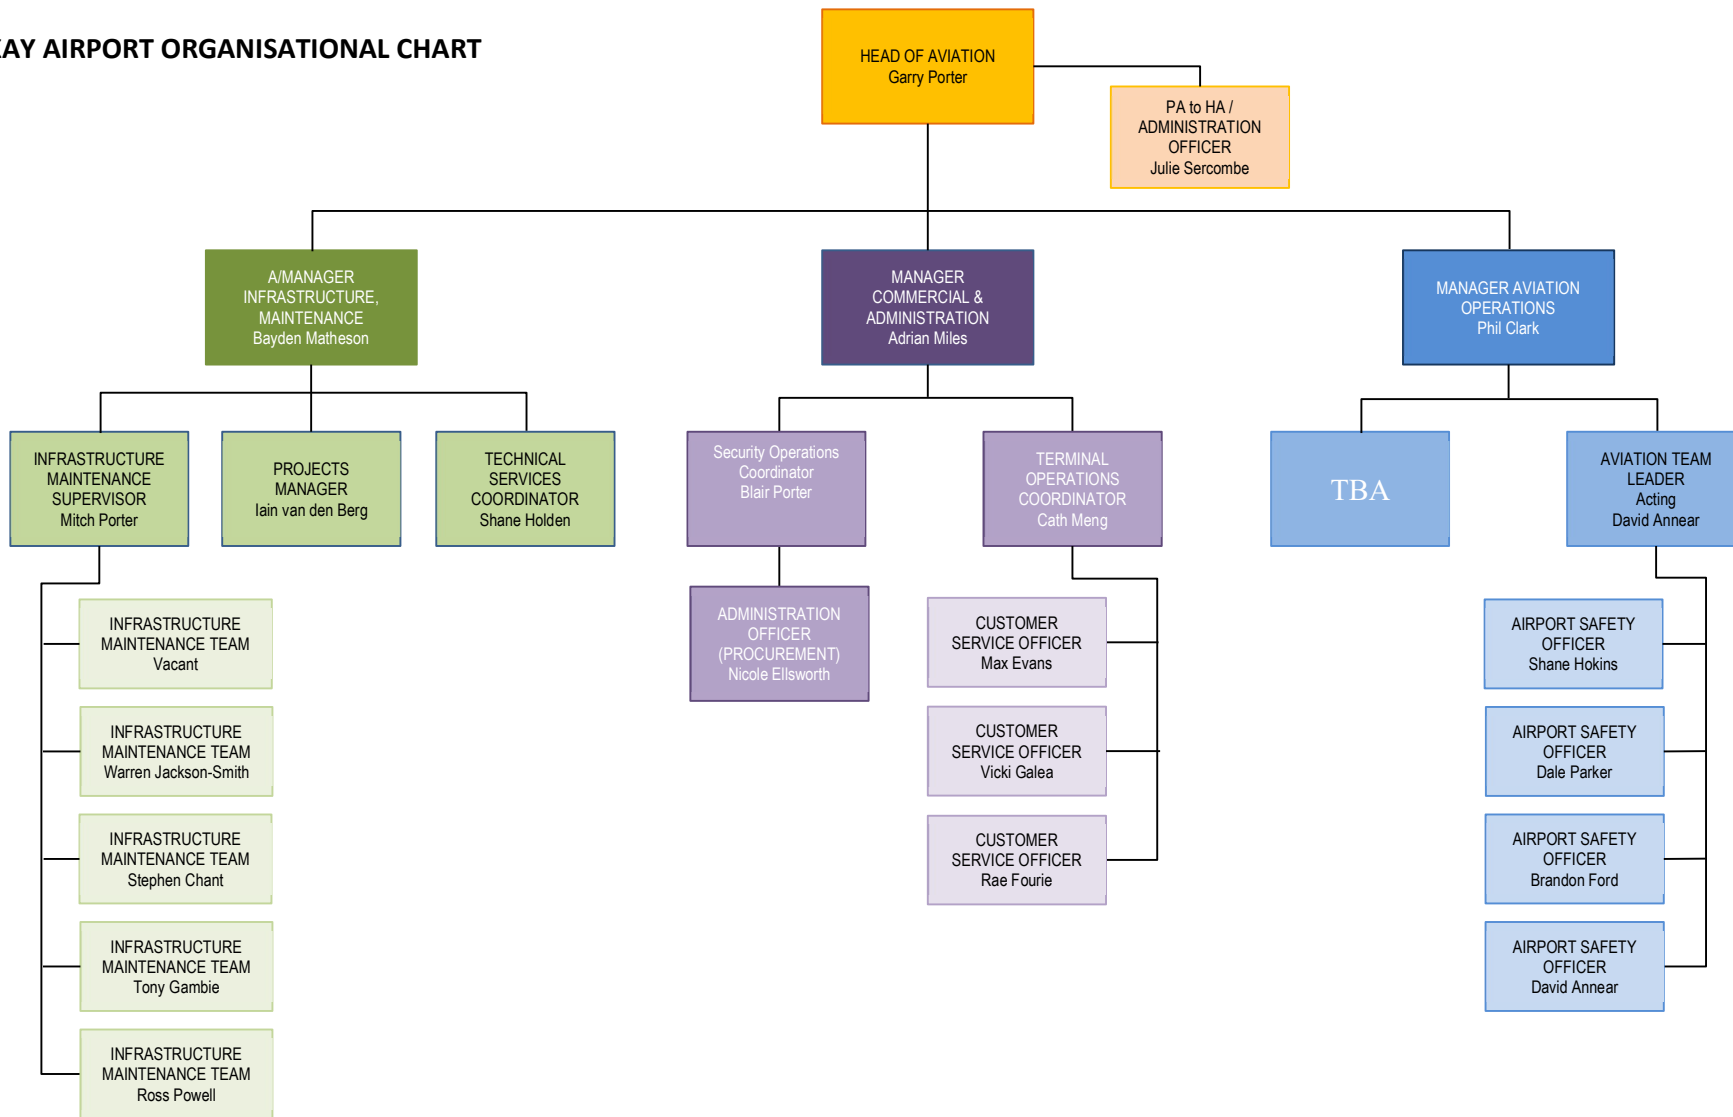 AY AIRPORT ORGANISATIONAL CHART
HEAD OF AVIATION
Garry Porter
PA to HA /
ADMINISTRATION
OFFICER
Julie Sercombe
A/MANAGER
INFRASTRUCTURE,
MAINTENANCE
Bayden Matheson
MANAGER
COMMERCIAL &
ADMINISTRATION
Adrian Miles
MANAGER AVIATION
OPERATIONS
Phil Clark
INFRASTRUCTURE
MAINTENANCE
SUPERVISOR
Mitch Porter
PROJECTS
MANAGER
Iain van den Berg
TECHNICAL
SERVICES
COORDINATOR
Shane Holden
Security Operations
Coordinator
Blair Porter
TERMINAL
OPERATIONS
COORDINATOR
Cath Meng
TBA
AVIATION TEAM
LEADER
Acting
David Annear
INFRASTRUCTURE
MAINTENANCE TEAM
Vacant
INFRASTRUCTURE
MAINTENANCE TEAM
Warren Jackson-Smith
INFRASTRUCTURE
MAINTENANCE TEAM
Stephen Chant
INFRASTRUCTURE
MAINTENANCE TEAM
Tony Gambie
INFRASTRUCTURE
MAINTENANCE TEAM
Ross Powell
ADMINISTRATION
OFFICER
(PROCUREMENT)
Nicole Ellsworth
CUSTOMER
SERVICE OFFICER
Max Evans
CUSTOMER
SERVICE OFFICER
Vicki Galea
CUSTOMER
SERVICE OFFICER
Rae Fourie
AIRPORT SAFETY
OFFICER
Shane Hokins
AIRPORT SAFETY
OFFICER
Dale Parker
AIRPORT SAFETY
OFFICER
Brandon Ford
AIRPORT SAFETY
OFFICER
David Annear